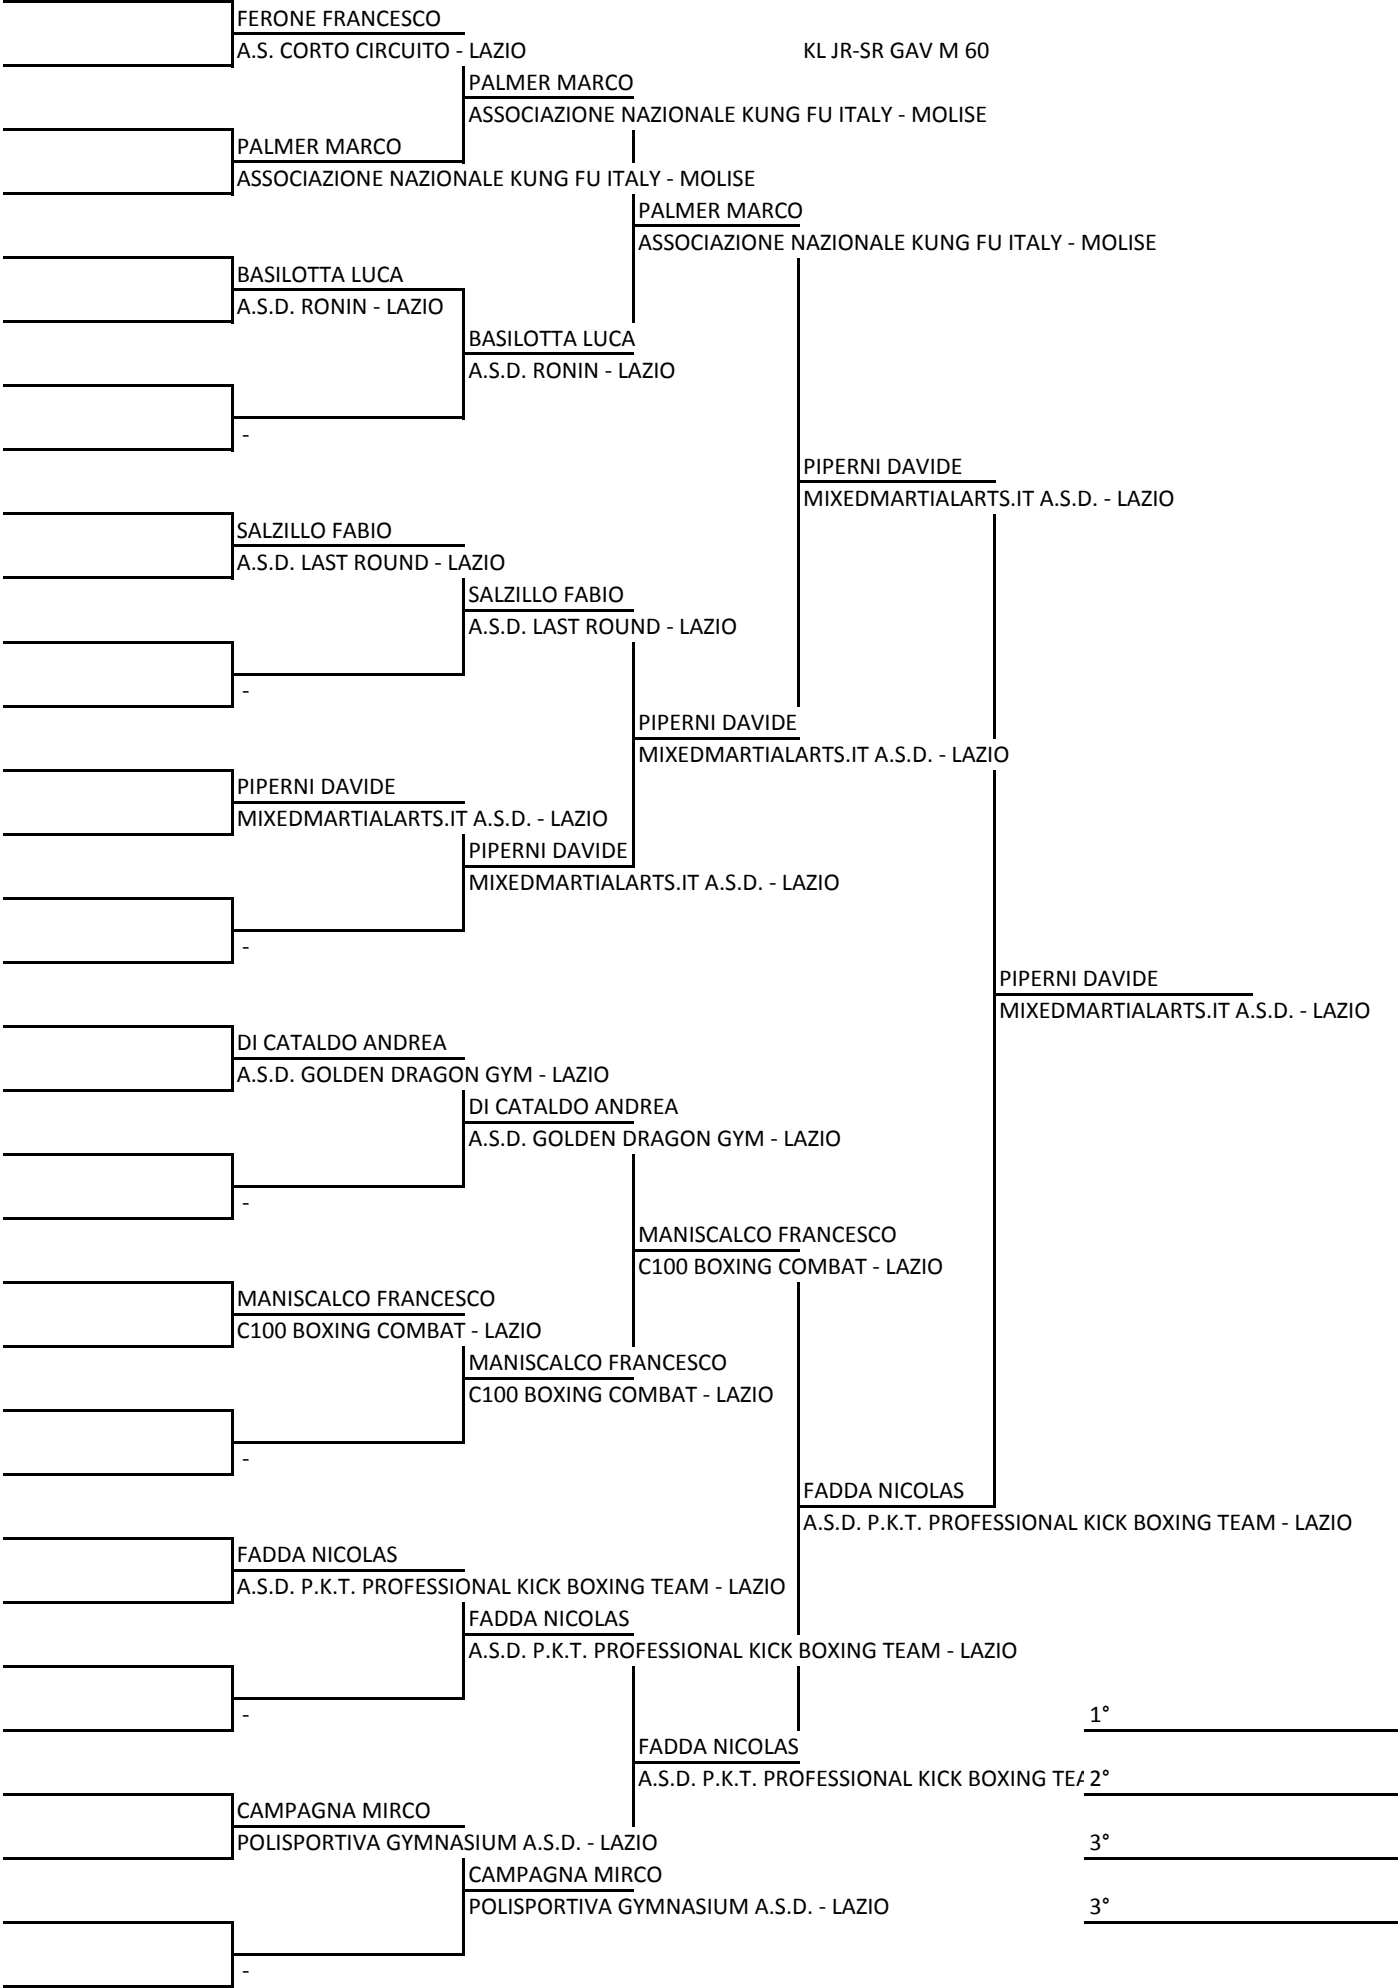 FERONE FRANCESCO
A.S. CORTO CIRCUITO - LAZIO
KL JR-SR GAV M 60
PALMER MARCO
ASSOCIAZIONE NAZIONALE KUNG FU ITALY - MOLISE
PALMER MARCO
ASSOCIAZIONE NAZIONALE KUNG FU ITALY - MOLISE
PALMER MARCO
ASSOCIAZIONE NAZIONALE KUNG FU ITALY - MOLISE
BASILOTTA LUCA
A.S.D. RONIN - LAZIO
BASILOTTA LUCA
A.S.D. RONIN - LAZIO
-
PIPERNI DAVIDE
MIXEDMARTIALARTS.IT A.S.D. - LAZIO
SALZILLO FABIO
A.S.D. LAST ROUND - LAZIO
SALZILLO FABIO
A.S.D. LAST ROUND - LAZIO
-
PIPERNI DAVIDE
MIXEDMARTIALARTS.IT A.S.D. - LAZIO
PIPERNI DAVIDE
MIXEDMARTIALARTS.IT A.S.D. - LAZIO
PIPERNI DAVIDE
MIXEDMARTIALARTS.IT A.S.D. - LAZIO
-
PIPERNI DAVIDE
MIXEDMARTIALARTS.IT A.S.D. - LAZIO
DI CATALDO ANDREA
A.S.D. GOLDEN DRAGON GYM - LAZIO
DI CATALDO ANDREA
A.S.D. GOLDEN DRAGON GYM - LAZIO
-
MANISCALCO FRANCESCO
C100 BOXING COMBAT - LAZIO
MANISCALCO FRANCESCO
C100 BOXING COMBAT - LAZIO
MANISCALCO FRANCESCO
C100 BOXING COMBAT - LAZIO
-
FADDA NICOLAS
A.S.D. P.K.T. PROFESSIONAL KICK BOXING TEAM - LAZIO
FADDA NICOLAS
A.S.D. P.K.T. PROFESSIONAL KICK BOXING TEAM - LAZIO
FADDA NICOLAS
A.S.D. P.K.T. PROFESSIONAL KICK BOXING TEAM - LAZIO
-
1°
FADDA NICOLAS
A.S.D. P.K.T. PROFESSIONAL KICK BOXING TEA
2°
CAMPAGNA MIRCO
POLISPORTIVA GYMNASIUM A.S.D. - LAZIO
3°
CAMPAGNA MIRCO
POLISPORTIVA GYMNASIUM A.S.D. - LAZIO
3°
-